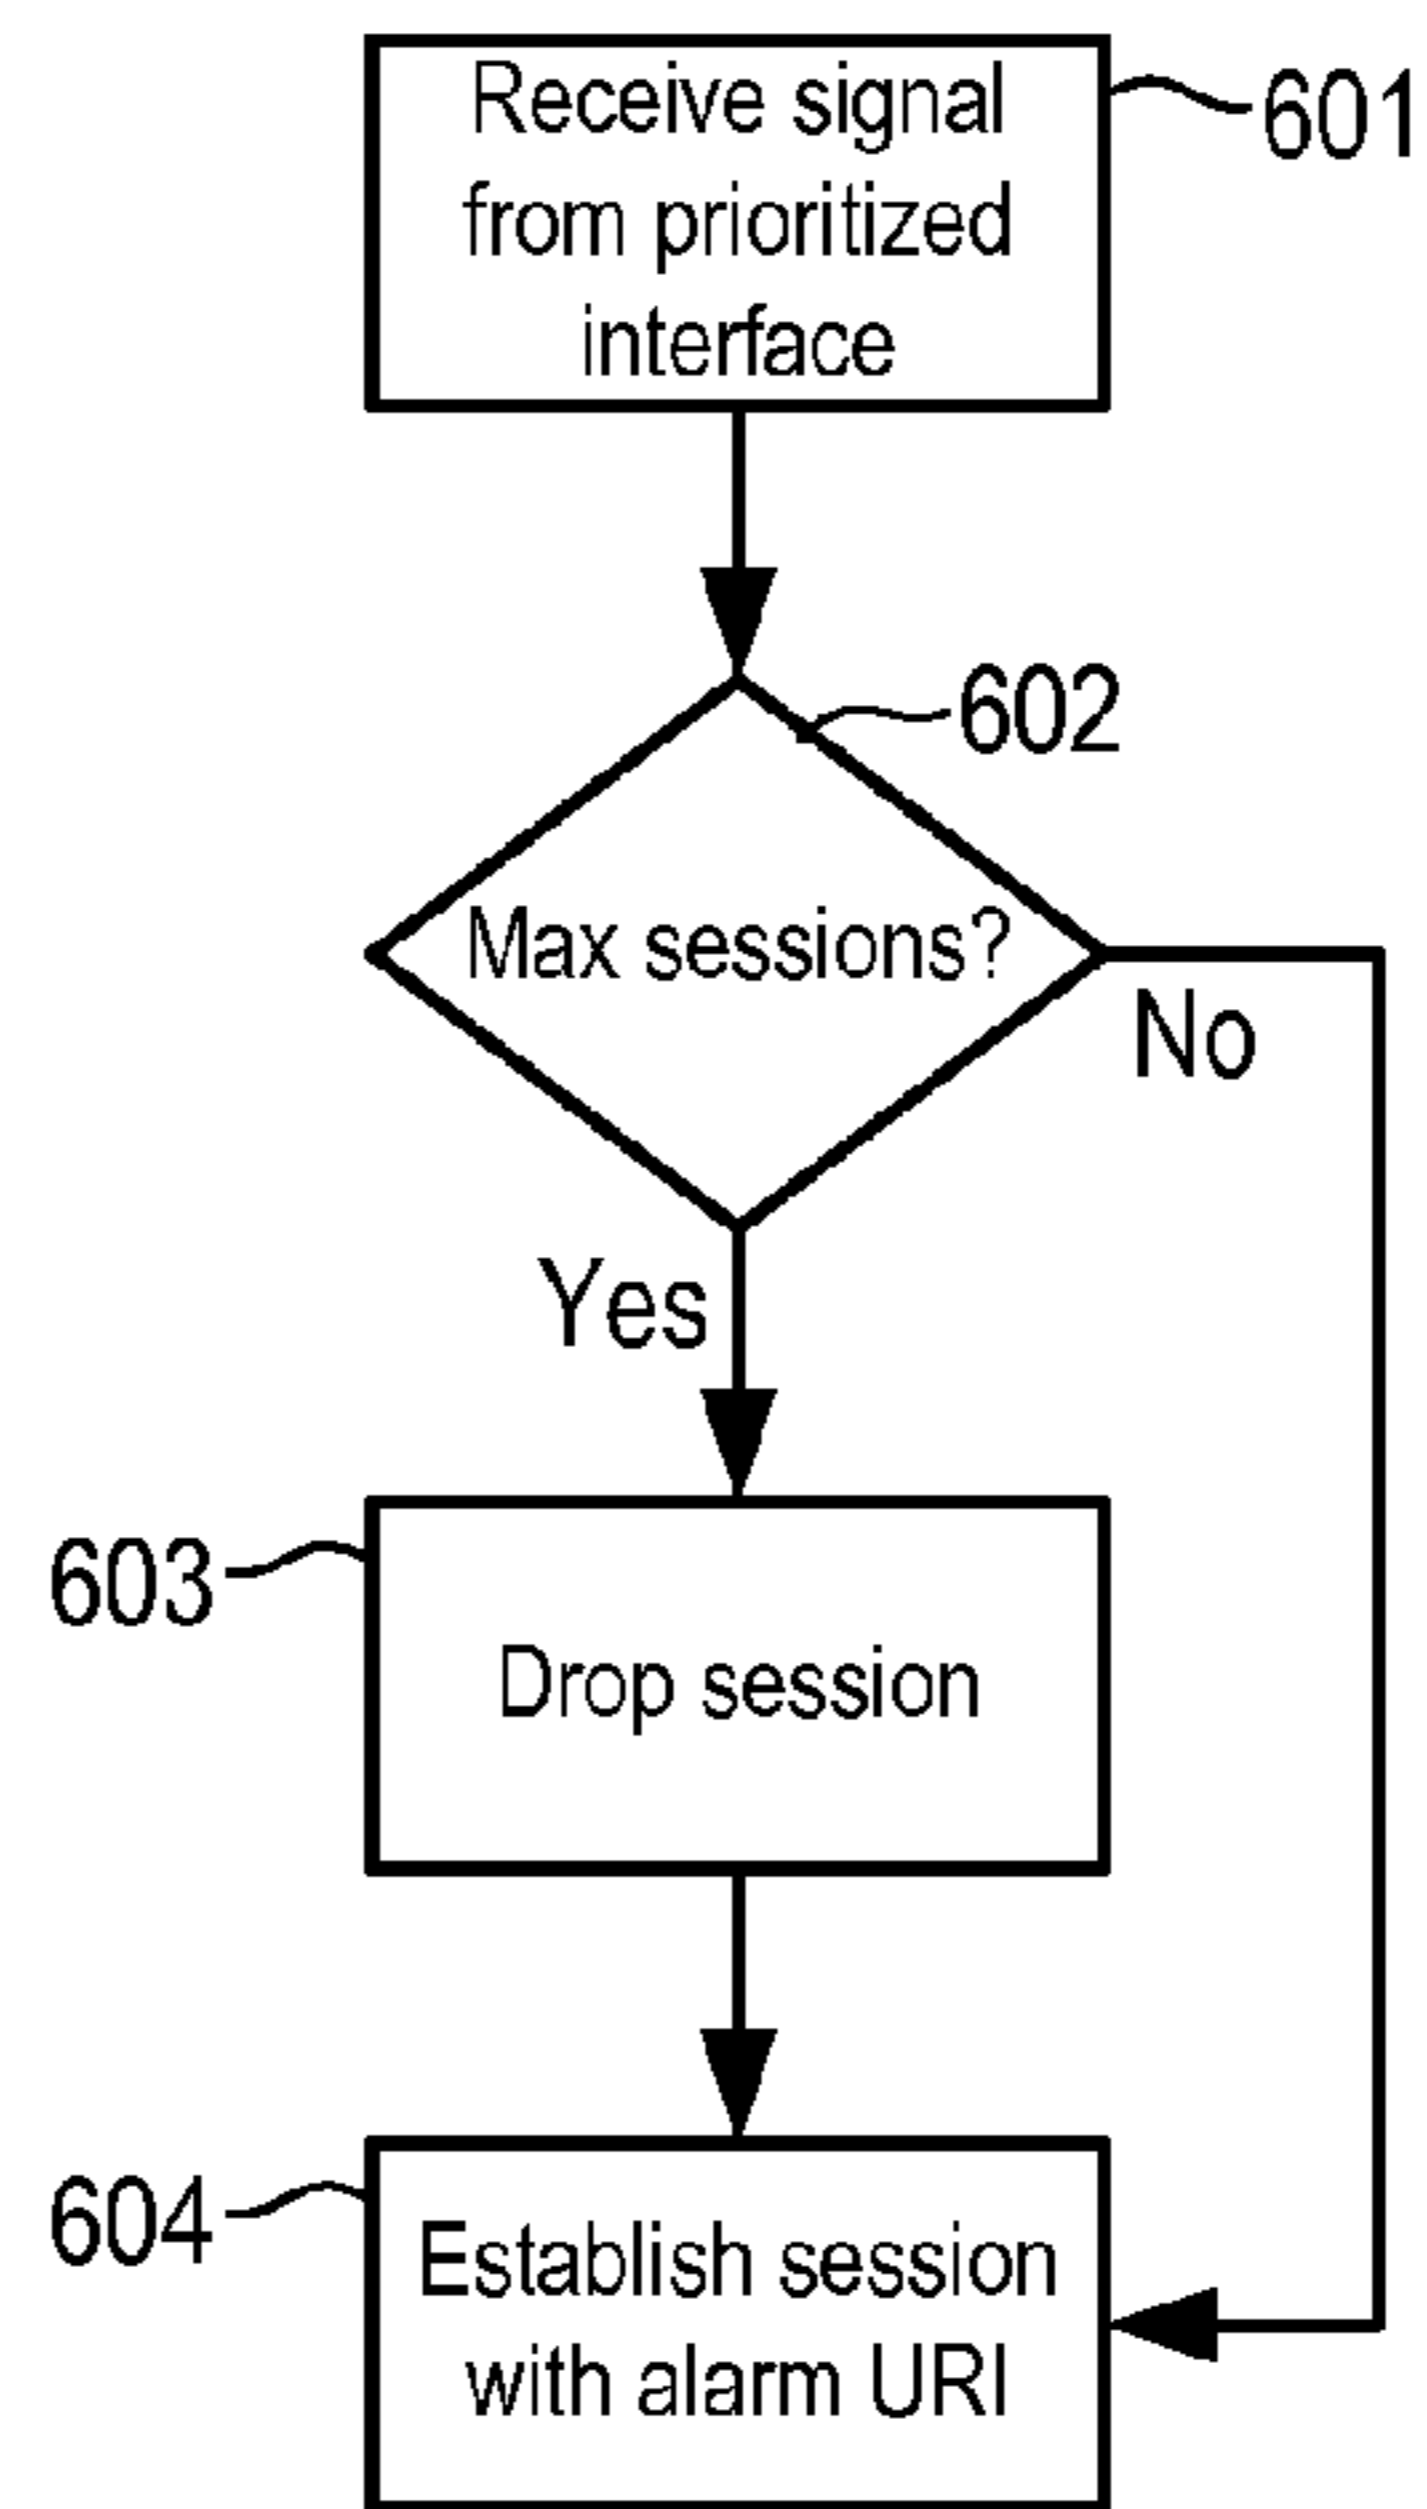 Receive signal
from prioritized
interface
601
602
Max sessions?
No
Yes
603
Drop session
604
Establish session
with alarm URI